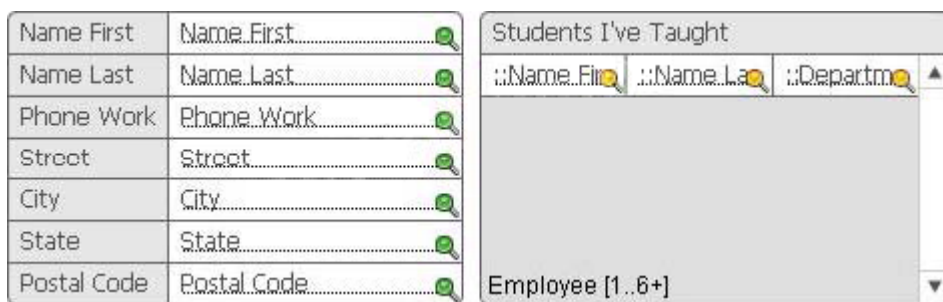 Name First Name First
Name Last Name Last
Phone Work Phone Work
Street Street
City City
State State
Postal Code Postal Code
Students I've Taught
::Name Fir ::Name La ::Departme
Employee [1..6+]